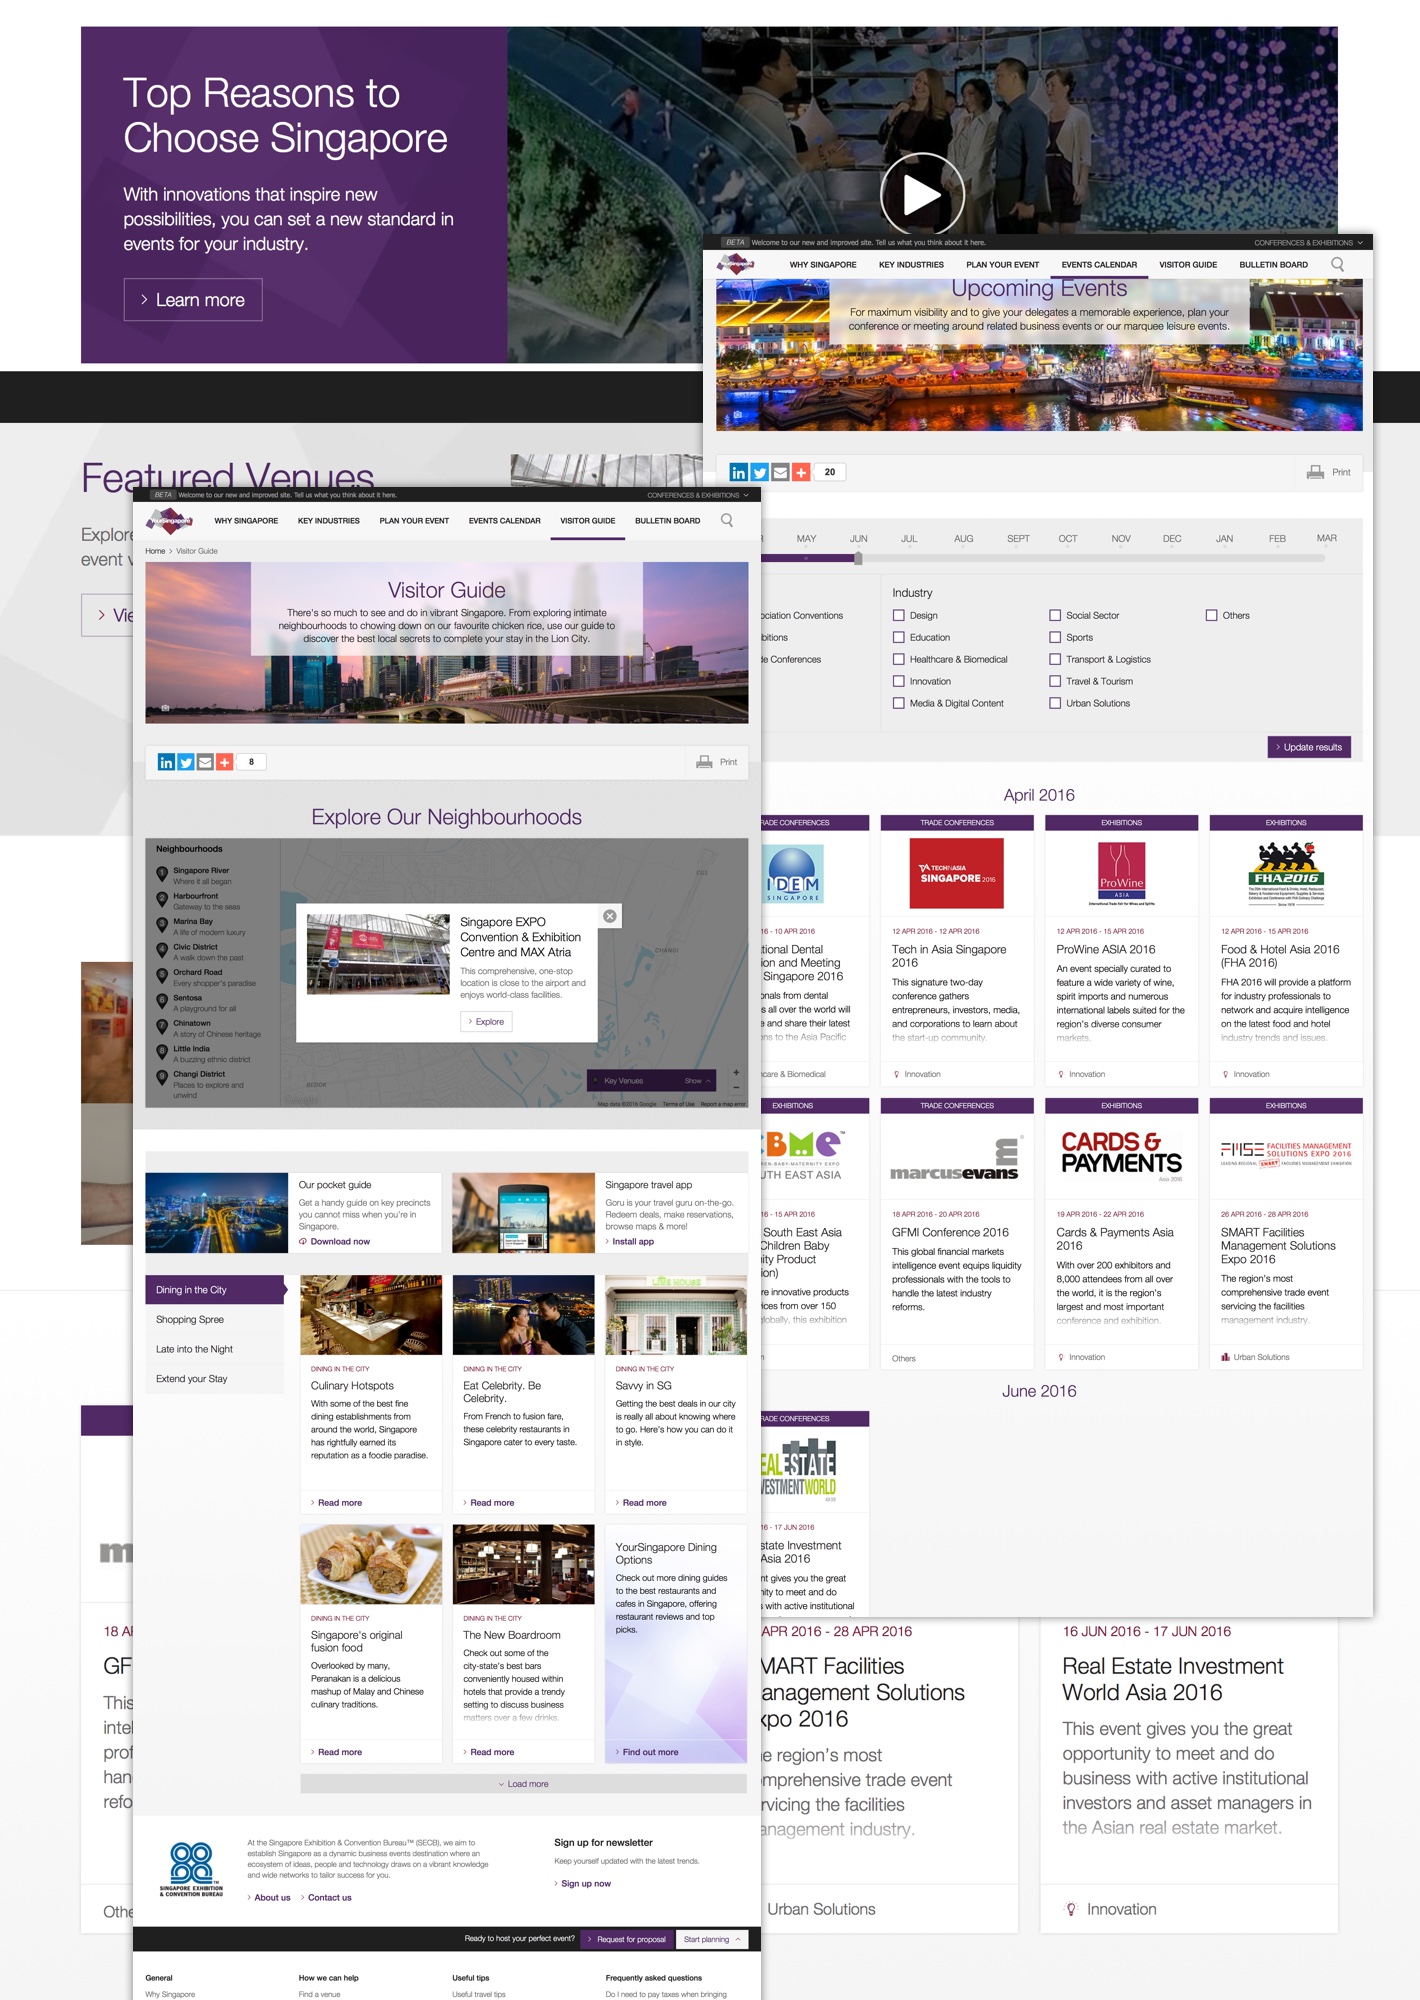 Top Reasons to
Choose Singapore
With innovations that inspire new
possibilities, you can set a new standard in
events for your industry.
Learn more
Featured Venues
Explore
event v
Vie
BETA Welcome to our new and improved site. Tell us what you think about it here.
CONFERENCES & EXHIBITIONS
WHY SINGAPORE KEY INDUSTRIES PLAN YOUR EVENT EVENTS CALENDAR VISITOR GUIDE BULLETIN BOARD
Upcoming Events
For maximum visibility and to give your delegates a memorable experience, plan your
conference or meeting around related business events or our marquee leisure events.
20
Print
MAY JUN JUL AUG SEPT OCT NOV DEC JAN FEB MAR
ociation Conventions
ibitions
de Conferences
Industry
Design
Education
Healthcare & Biomedical
Innovation
Media & Digital Content
Social Sector
Sports
Transport & Logistics
Travel & Tourism
Urban Solutions
Others
Update results
April 2016
RADE CONFERENCES
IDEM
SINGAPORE
16 - 10 APR 2016
tional Dental
ion and Meeting
Singapore 2016
onals from dental
s all over the world will
e and share their latest
ons to the Asia Pacific
care & Biomedical
TRADE CONFERENCES
TECHINASIA
SINGAPORE 2016
12 APR 2016 - 12 APR 2016
Tech in Asia Singapore
2016
This signature two-day
conference gathers
entrepreneurs, investors, media,
and corporations to learn about
the start-up community.
Innovation
EXHIBITIONS
ProWine
ASIA
International Trade Fair for Wines and Spirits
12 APR 2016 - 15 APR 2016
ProWine ASIA 2016
An event specially curated to
feature a wide variety of wine,
spirit imports and numerous
international labels suited for the
region's diverse consumer
markets.
Innovation
EXHIBITIONS
FHA2016
Since 1978
12 APR 2016 - 15 APR 2016
Food & Hotel Asia 2016
(FHA 2016)
FHA 2016 will provide a platform
for industry professionals to
network and acquire intelligence
on the latest food and hotel
industry trends and issues.
Innovation
EXHIBITIONS
CBME™
REN-BABY-MATERNITY EXPO
UTH EAST ASIA
16 - 15 APR 2016
South East Asia
Children Baby
ity Product
ion)
re innovative products
ices from over 150
globally, this exhibition
n
TRADE CONFERENCES
marcusevans
18 APR 2016 - 20 APR 2016
GFMI Conference 2016
This global financial markets
intelligence event equips liquidity
professionals with the tools to
handle the latest industry
reforms.
Others
EXHIBITIONS
CARDS &
PAYMENTS
Asia 2016
19 APR 2016 - 22 APR 2016
Cards & Payments Asia
2016
With over 200 exhibitors and
8,000 attendees from all over
the world, it is the region's
largest and most important
conference and exhibition.
Innovation
EXHIBITIONS
FMSE FACILITIES MANAGEMENT
SOLUTIONS EXPO 2016
LEADING REGIONAL SMART FACILITIES MANAGEMENT EXHIBITION
26 APR 2016 - 28 APR 2016
SMART Facilities
Management Solutions
Expo 2016
The region's most
comprehensive trade event
servicing the facilities
management industry.
Urban Solutions
June 2016
RADE CONFERENCES
EALESTATE
VESTMENTWORLD
16 - 17 JUN 2016
state Investment
Asia 2016
nt gives you the great
nity to meet and do
s with active institutional
BETA Welcome to our new and improved site. Tell us what you think about it here.
CONFERENCES & EXHIBITIONS
YourSingapore
WHY SINGAPORE KEY INDUSTRIES PLAN YOUR EVENT EVENTS CALENDAR VISITOR GUIDE BULLETIN BOARD
Home > Visitor Guide
Visitor Guide
There's so much to see and do in vibrant Singapore. From exploring intimate
neighbourhoods to chowing down on our favourite chicken rice, use our guide to
discover the best local secrets to complete your stay in the Lion City.
8
Print
Explore Our Neighbourhoods
Neighbourhoods
1 Singapore River
Where it all began
2 Harbourfront
Gateway to the seas
3 Marina Bay
A life of modern luxury
4 Civic District
A walk down the past
5 Orchard Road
Every shopper's paradise
6 Sentosa
A playground for all
7 Chinatown
A story of Chinese heritage
8 Little India
A buzzing ethnic district
9 Changi District
Places to explore and
unwind
Singapore EXPO
Convention & Exhibition
Centre and MAX Atria
This comprehensive, one-stop
location is close to the airport and
enjoys world-class facilities.
Explore
CHANGI
BEDOK
Google
Key Venues Show
Map data ©2016 Google Terms of Use Report a map error
Our pocket guide
Get a handy guide on key precincts
you cannot miss when you're in
Singapore.
Download now
Singapore travel app
Goru is your travel guru on-the-go.
Redeem deals, make reservations,
browse maps & more!
Install app
Dining in the City
Shopping Spree
Late into the Night
Extend your Stay
DINING IN THE CITY
Culinary Hotspots
With some of the best fine
dining establishments from
around the world, Singapore
has rightfully earned its
reputation as a foodie paradise.
Read more
DINING IN THE CITY
Eat Celebrity. Be
Celebrity.
From French to fusion fare,
these celebrity restaurants in
Singapore cater to every taste.
Read more
DINING IN THE CITY
Savvy in SG
Getting the best deals in our city
is really all about knowing where
to go. Here's how you can do it
in style.
Read more
DINING IN THE CITY
Singapore's original
fusion food
Overlooked by many,
Peranakan is a delicious
mashup of Malay and Chinese
culinary traditions.
Read more
DINING IN THE CITY
The New Boardroom
Check out some of the
city-state's best bars
conveniently housed within
hotels that provide a trendy
setting to discuss business
matters over a few drinks.
Read more
YourSingapore Dining
Options
Check out more dining guides
to the best restaurants and
cafes in Singapore, offering
restaurant reviews and top
picks.
Find out more
Load more
SINGAPORE EXHIBITION
& CONVENTION BUREAU
At the Singapore Exhibition & Convention Bureau™ (SECB), we aim to
establish Singapore as a dynamic business events destination where an
ecosystem of ideas, people and technology draws on a vibrant knowledge
and wide networks to tailor success for you.
About us Contact us
Sign up for newsletter
Keep yourself updated with the latest trends.
Sign up now
Ready to host your perfect event? Request for proposal Start planning
General
Why Singapore
How we can help
Find a venue
Useful tips
Useful travel tips
Frequently asked questions
Do I need to pay taxes when bringing
m
18 AP
GF
This
intel
prof
han
refo
Othe
APR 2016 - 28 APR 2016
MART Facilities
anagement Solutions
xpo 2016
e region's most
mprehensive trade event
rvicing the facilities
anagement industry.
Urban Solutions
16 JUN 2016 - 17 JUN 2016
Real Estate Investment
World Asia 2016
This event gives you the great
opportunity to meet and do
business with active institutional
investors and asset managers in
the Asian real estate market.
Innovation